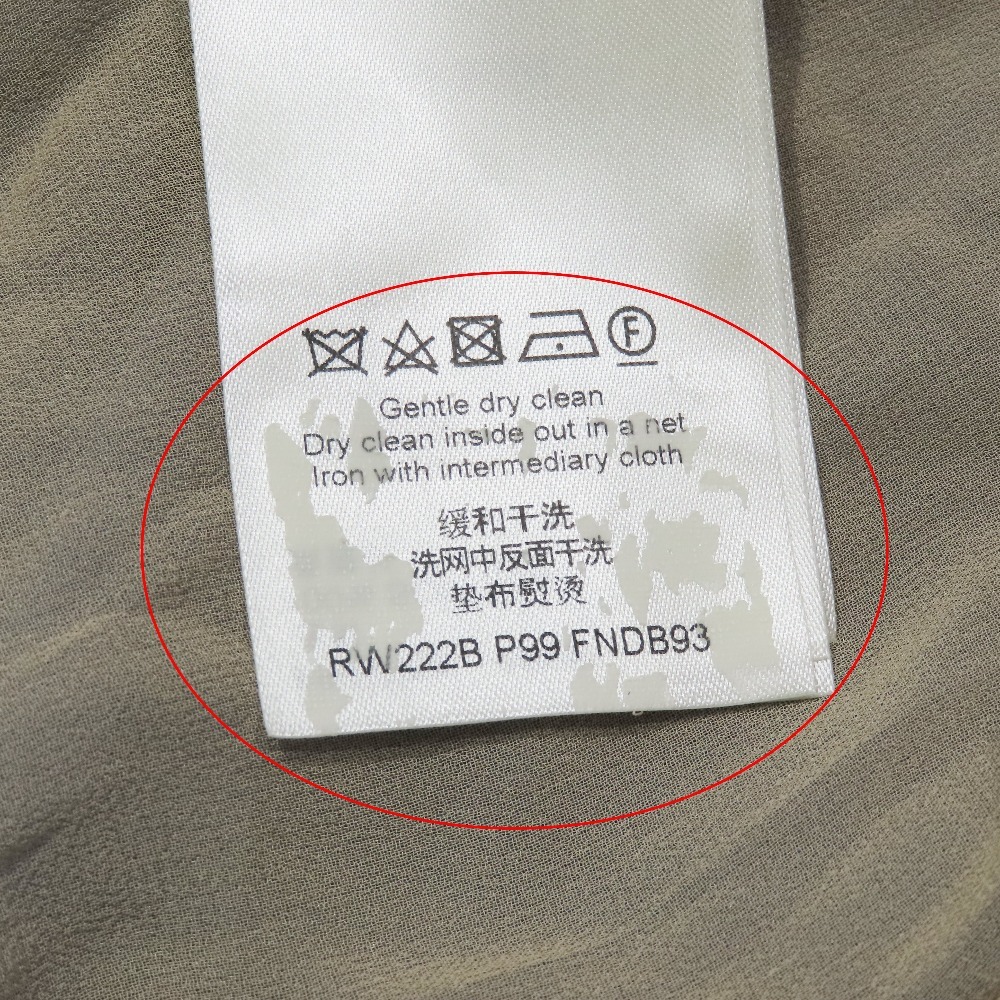 F
Gentle dry clean
Dry clean inside out in a net
Iron with intermediary cloth
缓和干洗
洗网中反面干洗
垫布熨烫
RW222B P99 FNDB93